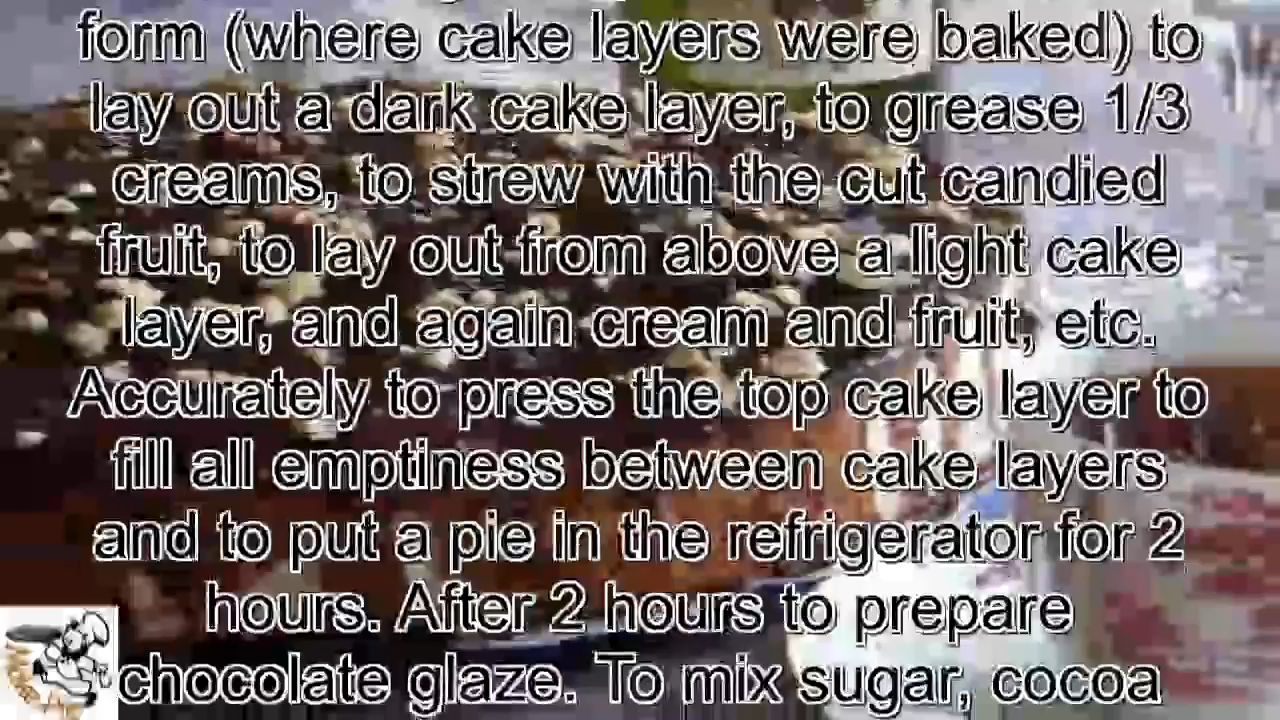 form (where cake layers were baked) to
lay out a dark cake layer, to grease 1/3
creams, to strew with the cut candied
fruit, to lay out from above a light cake
layer, and again cream and fruit, etc.
Accurately to press the top cake layer to
fill all emptiness between cake layers
and to put a pie in the refrigerator for 2
hours. After 2 hours to prepare
chocolate glaze. To mix sugar, cocoa